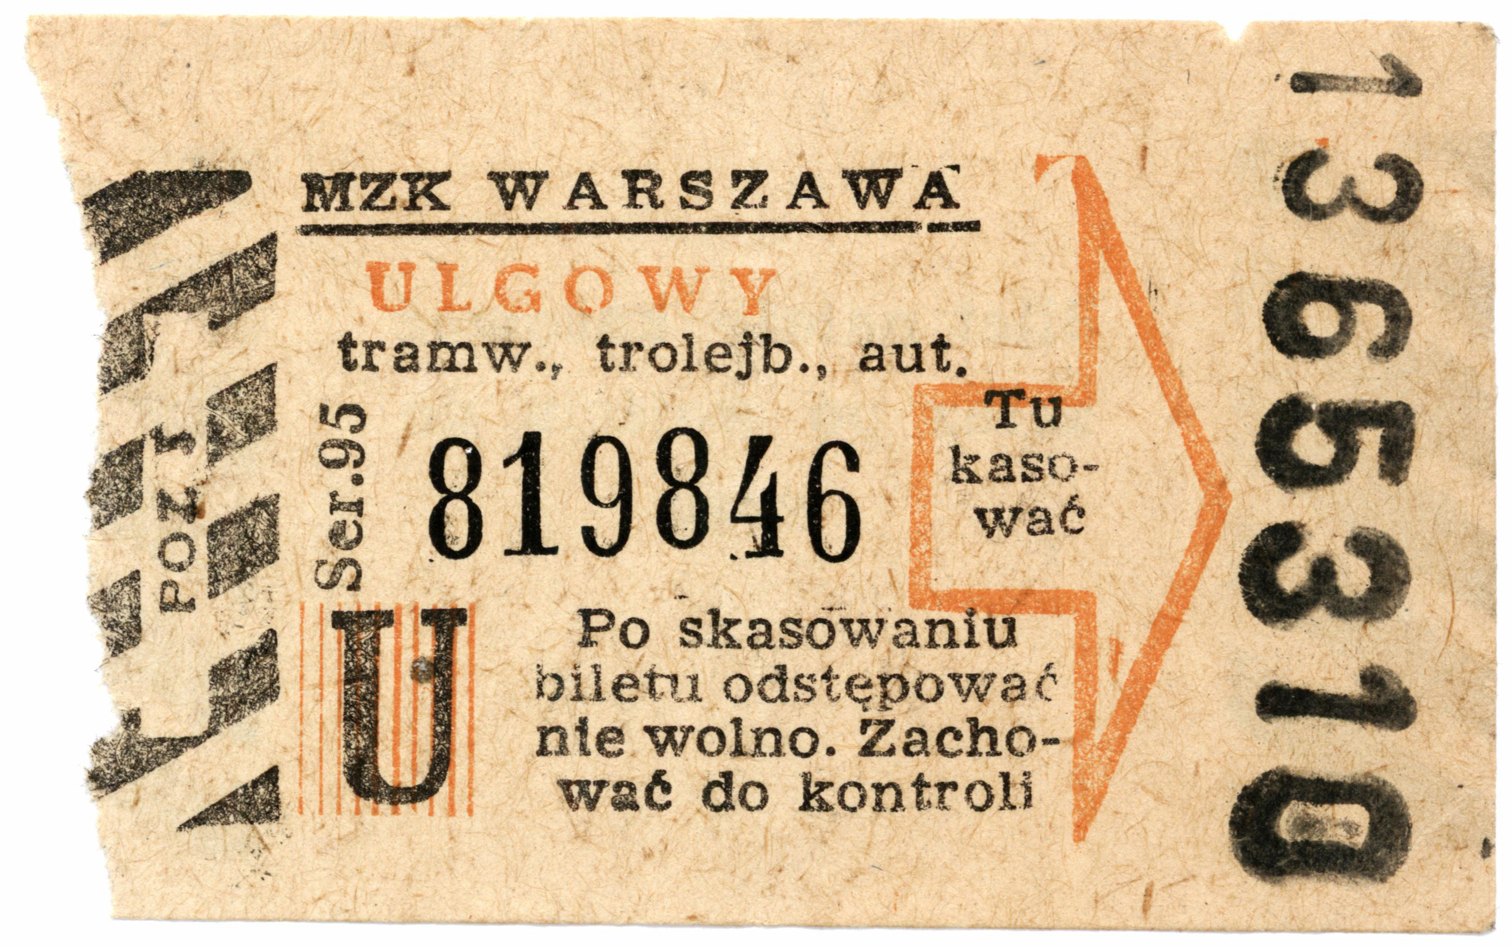 MZK WARSZAWA
ULGOWY
tramw., trolejb., aut.
Ser.95
819846
Tu
kaso-
wać
U
Po skasowaniu
biletu odstępować
nie wolno. Zacho-
wać do kontroli
POZ I
1365310